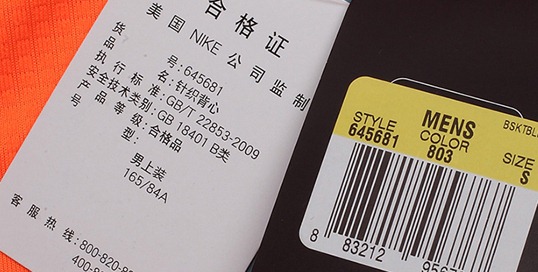 合格证
美国 NIKE 公司监制
货号:645681
品名:针织背心
执行标准:GB/T 22853-2009
安全技术类别:GB 18401 B类
产品等级:合格品
号型:
男上装
165/84A
客服热线:800-820-8
400-8
STYLE
645681
MENS
COLOR
803
BSKTBL
SIZE
S
8 83212